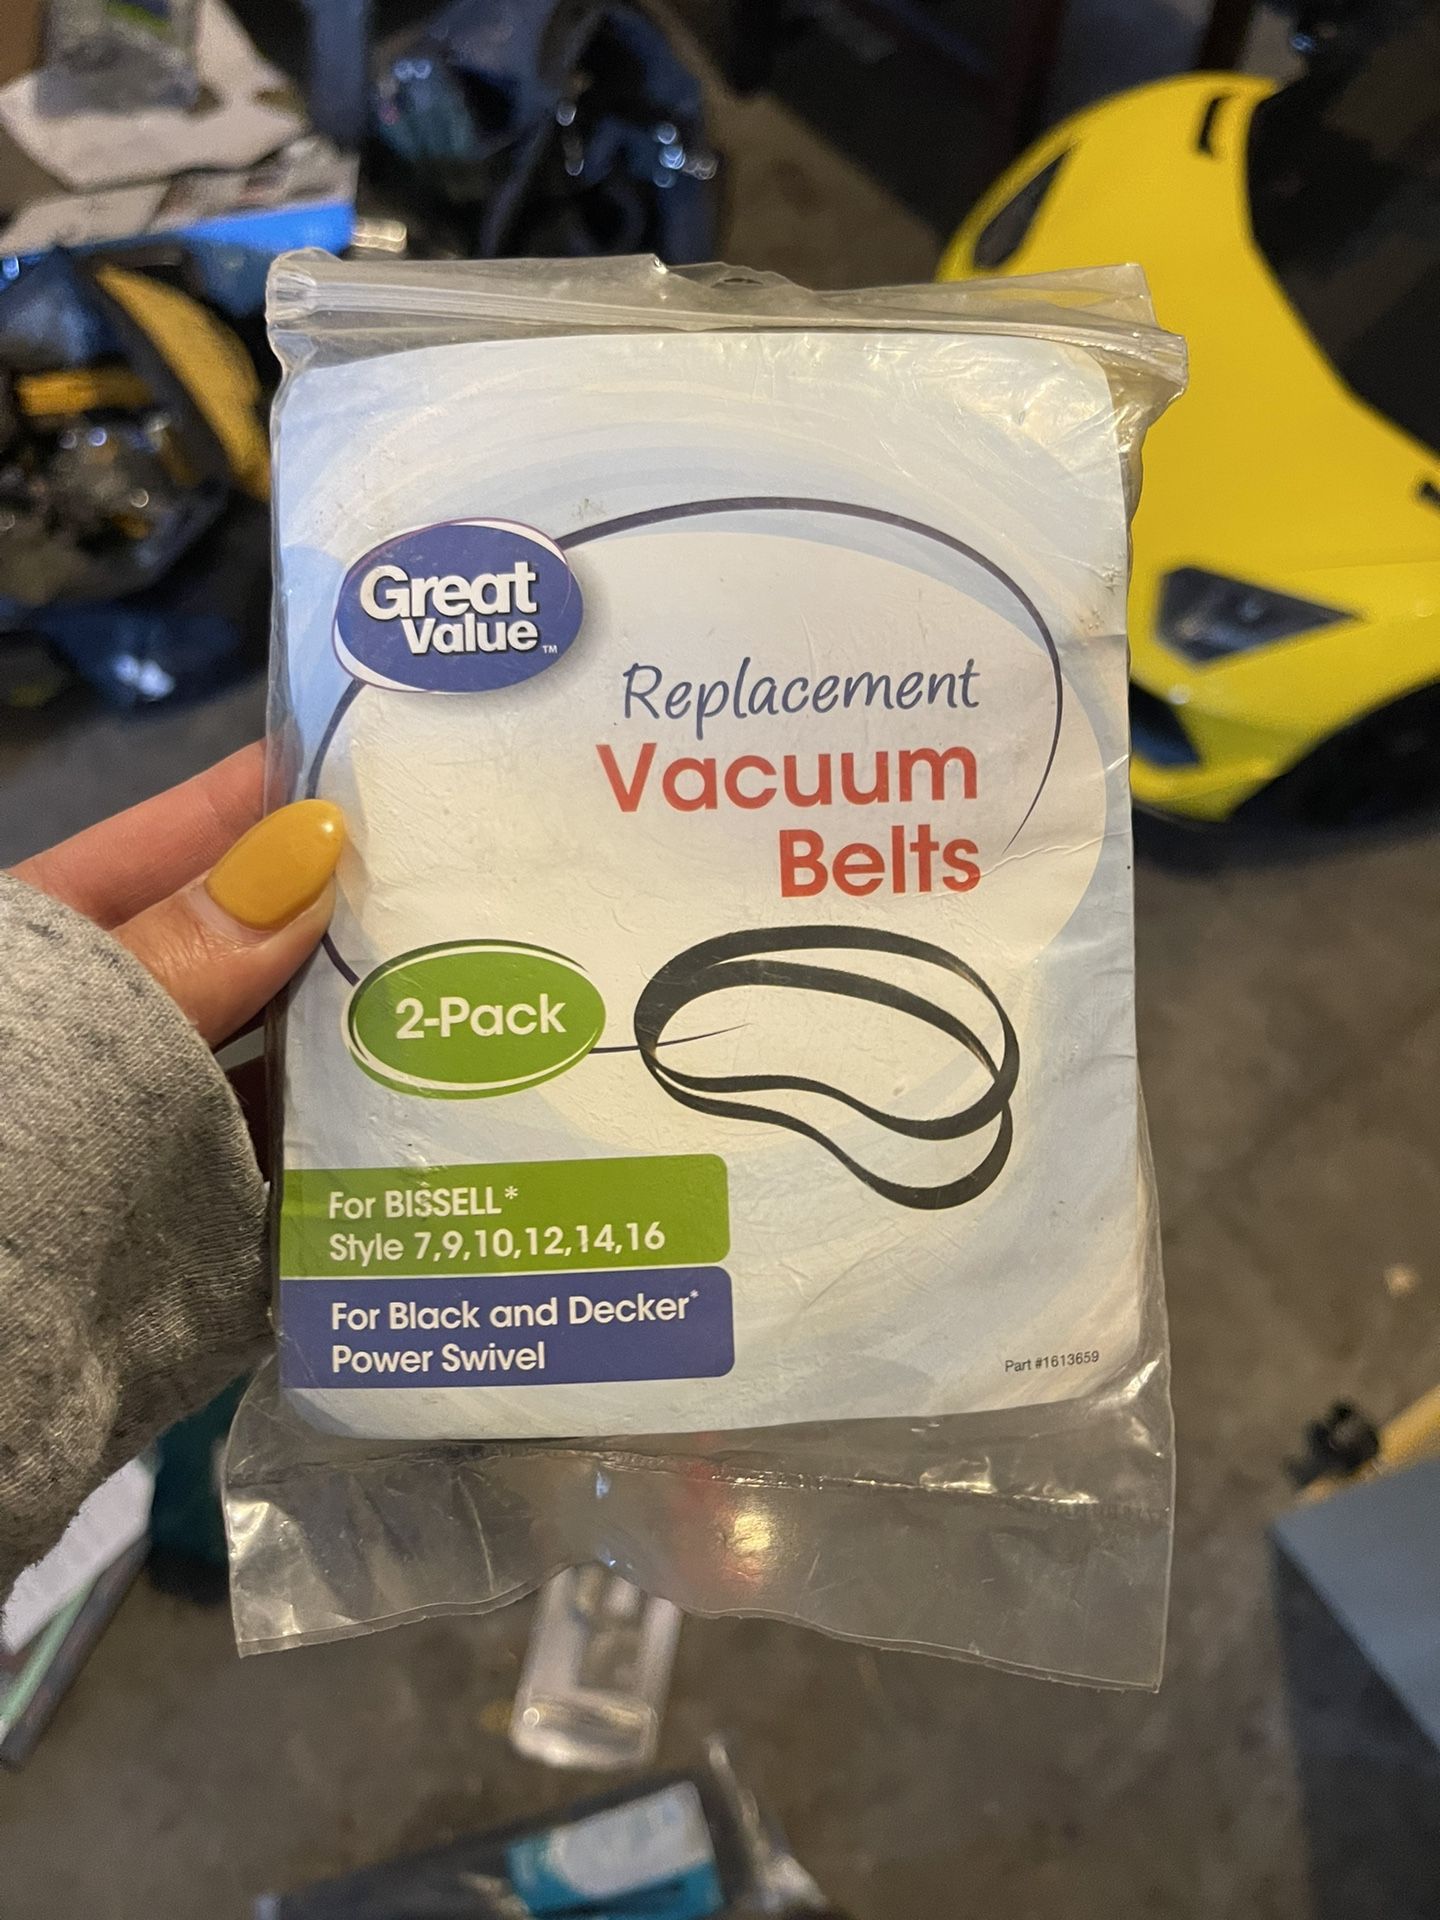 Great
Value™
Replacement
Vacuum
Belts
2-Pack
For BISSELL*
Style 7,9,10,12,14,16
For Black and Decker*
Power Swivel
Part #1613659